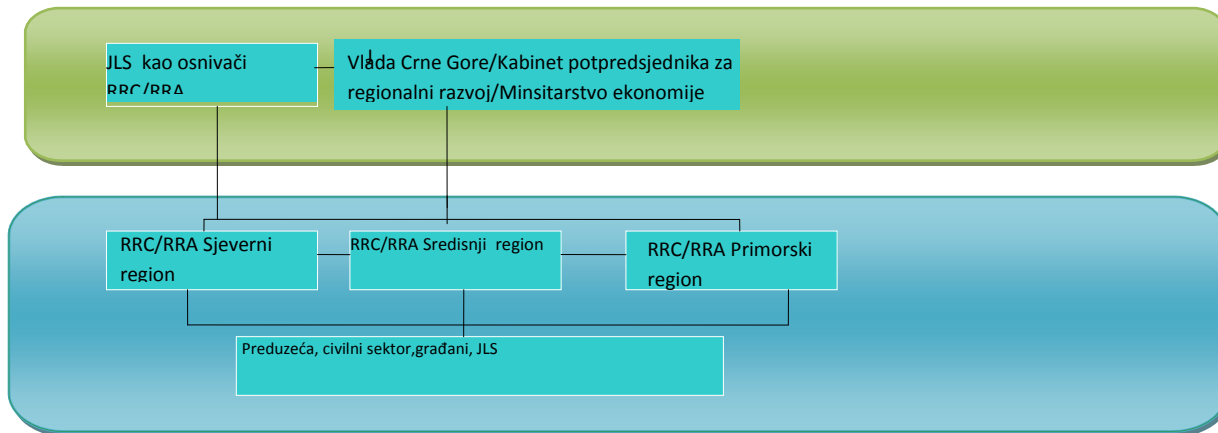 JLS kao osnivači
RRC/RRA
Vlada Crne Gore/Kabinet potpredsjednika za
regionalni razvoj/Minsitarstvo ekonomije
RRC/RRA Sjeverni
region
RRC/RRA Sredisnji region
RRC/RRA Primorski
region
Preduzeća, civilni sektor,građani, JLS